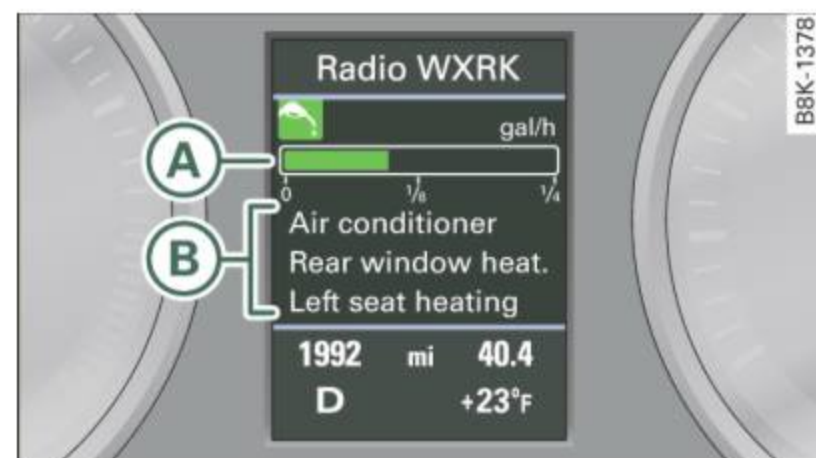 Radio WXRK
gal/h
A
0 1/8 1/4
Air conditioner
B
Rear window heat.
Left seat heating
1992 mi 40.4
D +23°F
B8K-1378